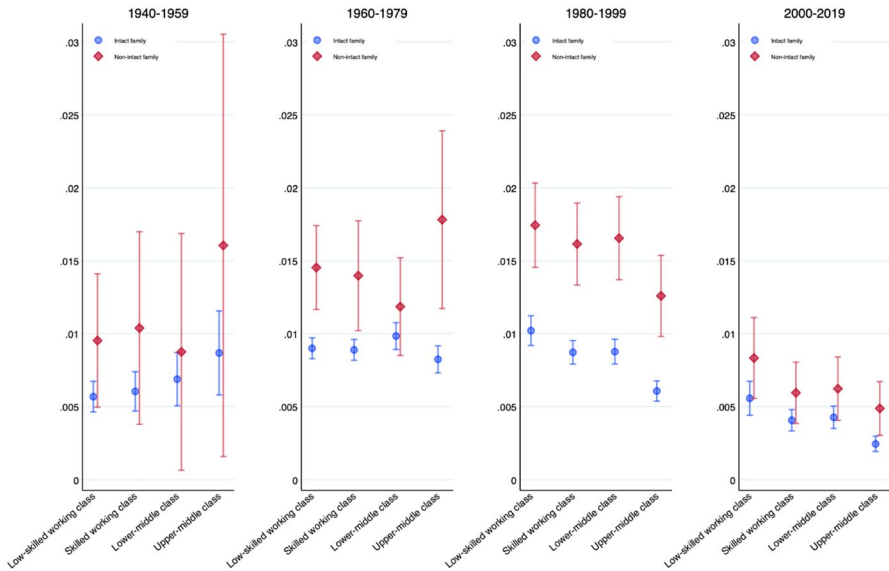 1940-1959
.03
.025
.02
.015
.01
.005
0
Intact family
Non-intact family
Low-skilled working class
Skilled working class
Lower-middle class
Upper-middle class
1960-1979
.03
.025
.02
.015
.01
.005
0
Intact family
Non-intact family
Low-skilled working class
Skilled working class
Lower-middle class
Upper-middle class
1980-1999
.03
.025
.02
.015
.01
.005
0
Intact family
Non-intact family
Low-skilled working class
Skilled working class
Lower-middle class
Upper-middle class
2000-2019
.03
.025
.02
.015
.01
.005
0
Intact family
Non-intact family
Low-skilled working class
Skilled working class
Lower-middle class
Upper-middle class